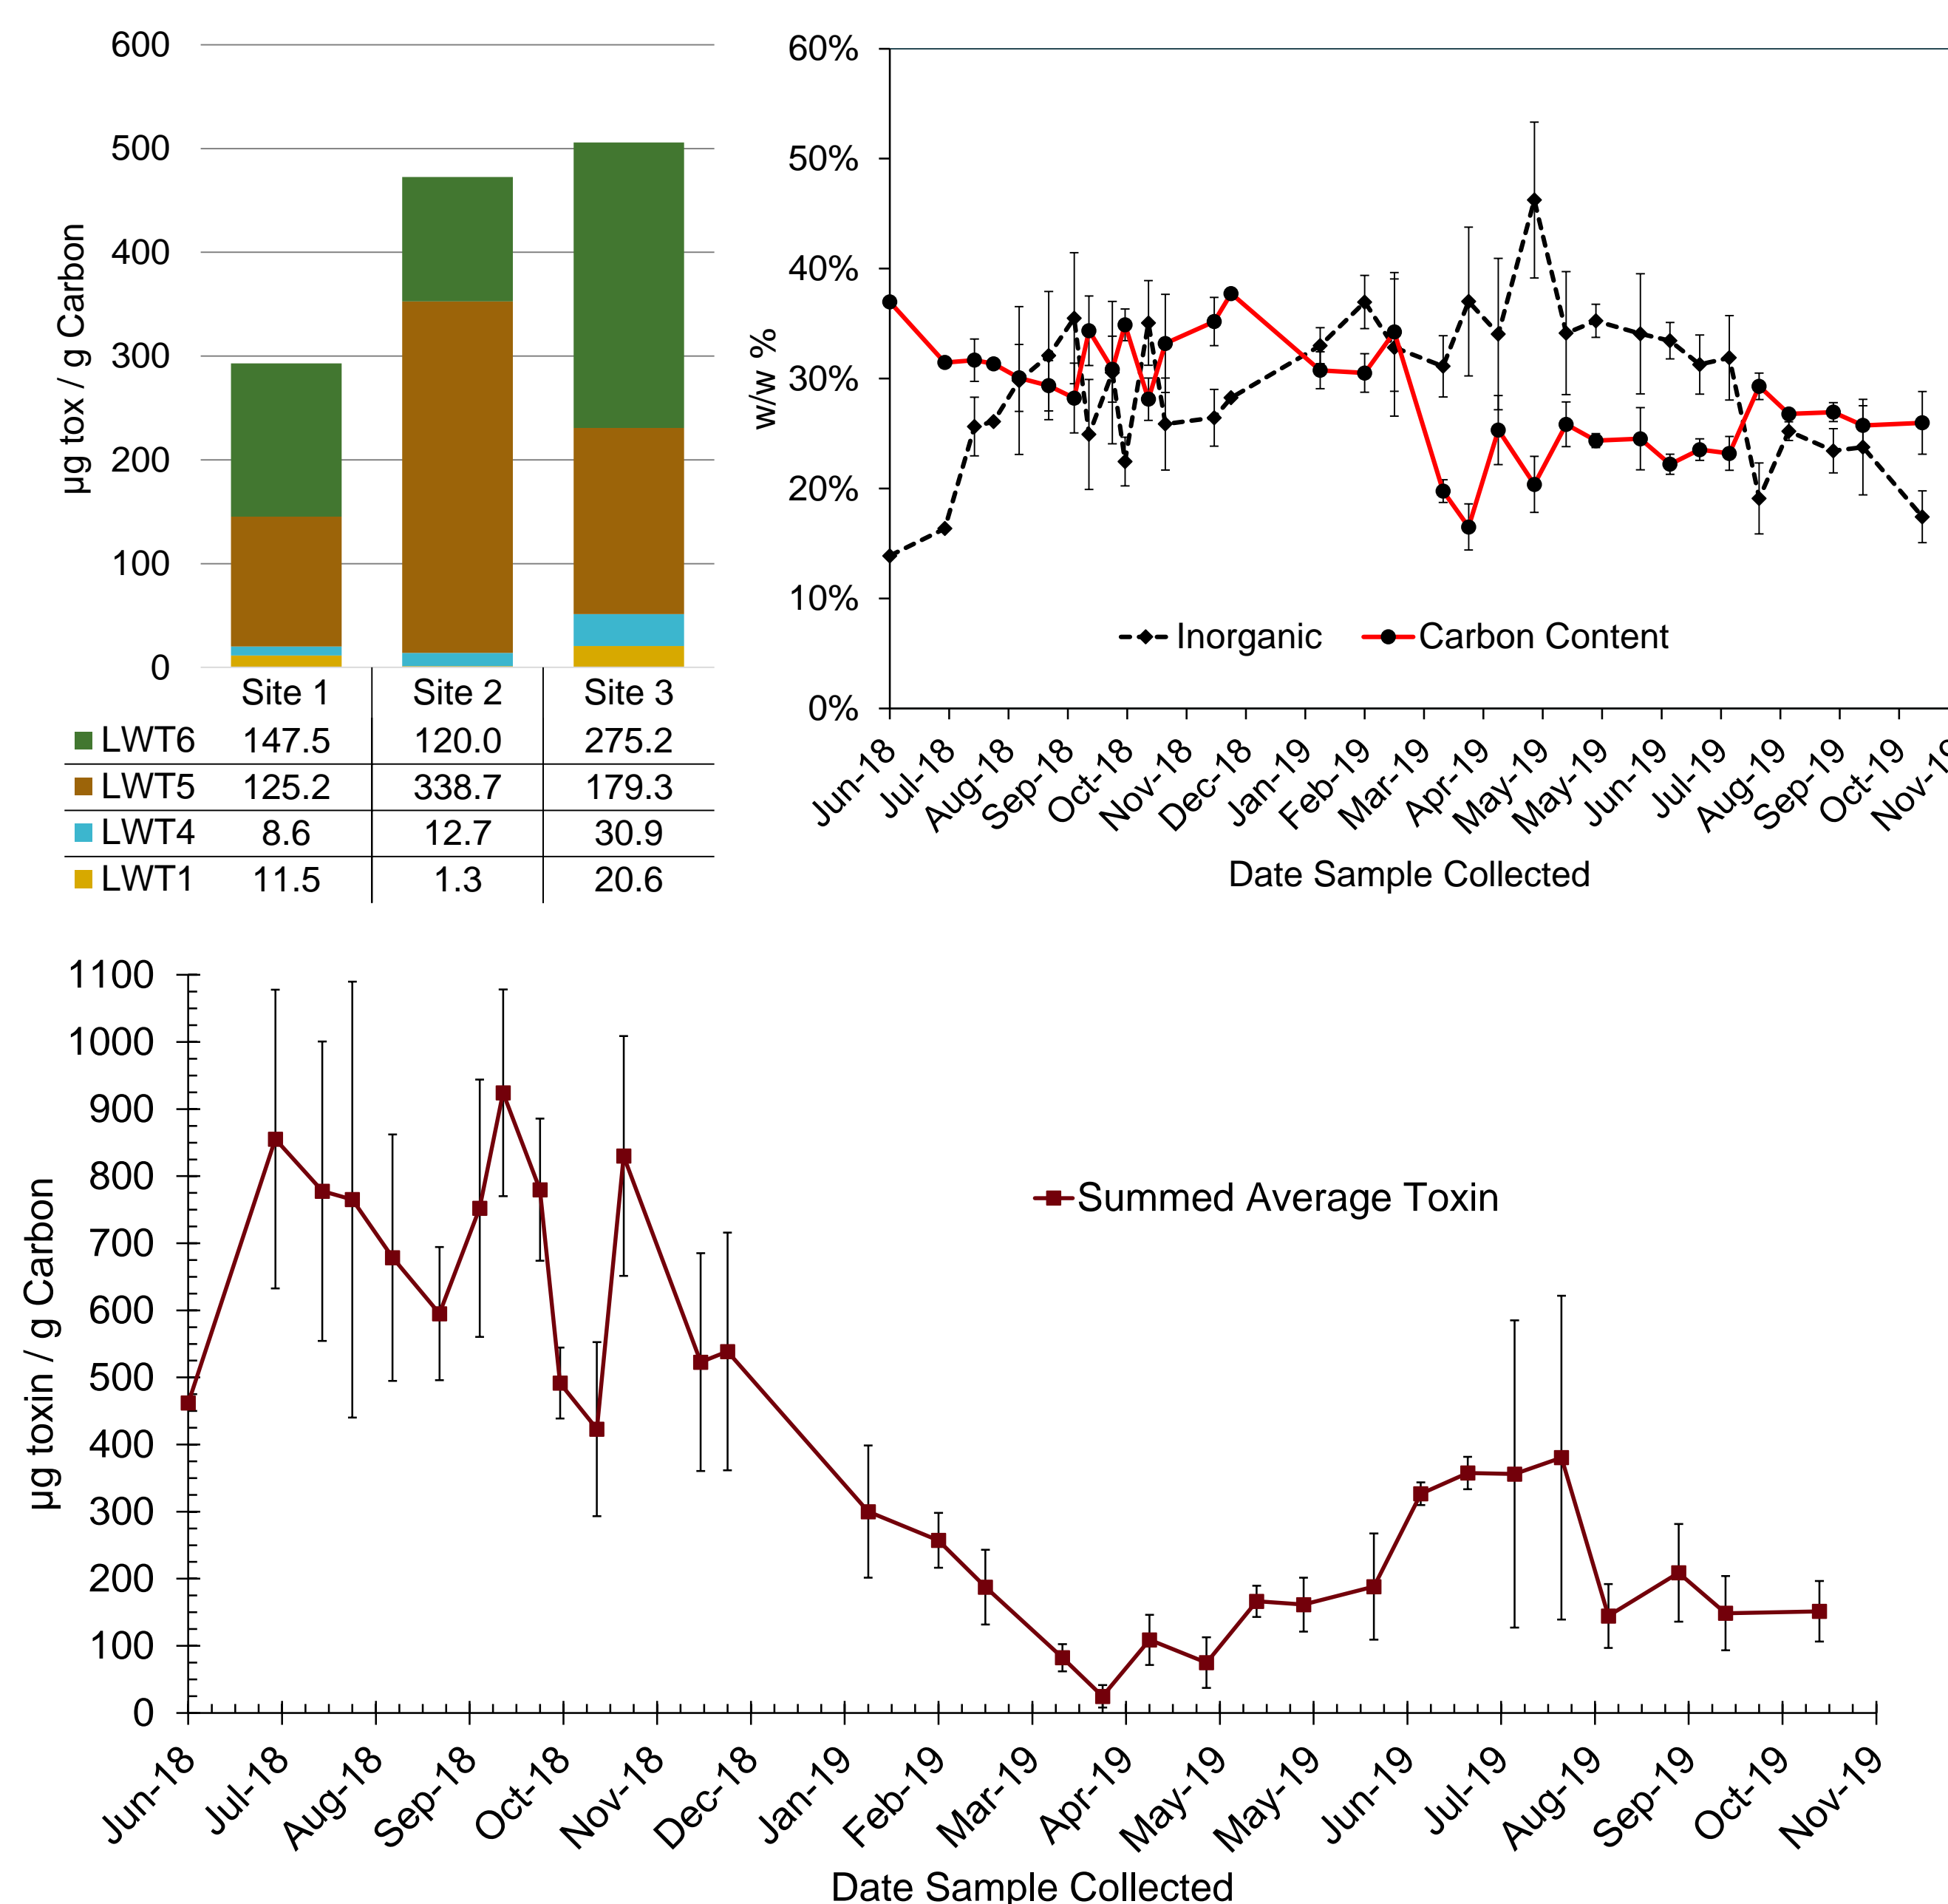 600
500
400
300
200
100
0
µg tox / g Carbon
Site 1 Site 2 Site 3
LWT6 147.5 120.0 275.2
LWT5 125.2 338.7 179.3
LWT4 8.6 12.7 30.9
LWT1 11.5 1.3 20.6
60%
50%
40%
30%
20%
10%
0%
w/w %
Inorganic Carbon Content
Jun-18 Jul-18 Aug-18 Sep-18 Oct-18 Nov-18 Dec-18 Jan-19 Feb-19 Mar-19 Apr-19 May-19 May-19 Jun-19 Jul-19 Aug-19 Sep-19 Oct-19 Nov-19
Date Sample Collected
1100
1000
900
800
700
600
500
400
300
200
100
0
µg toxin / g Carbon
Summed Average Toxin
Jun-18 Jul-18 Aug-18 Sep-18 Oct-18 Nov-18 Dec-18 Jan-19 Feb-19 Mar-19 Apr-19 May-19 May-19 Jun-19 Jul-19 Aug-19 Sep-19 Oct-19 Nov-19
Date Sample Collected